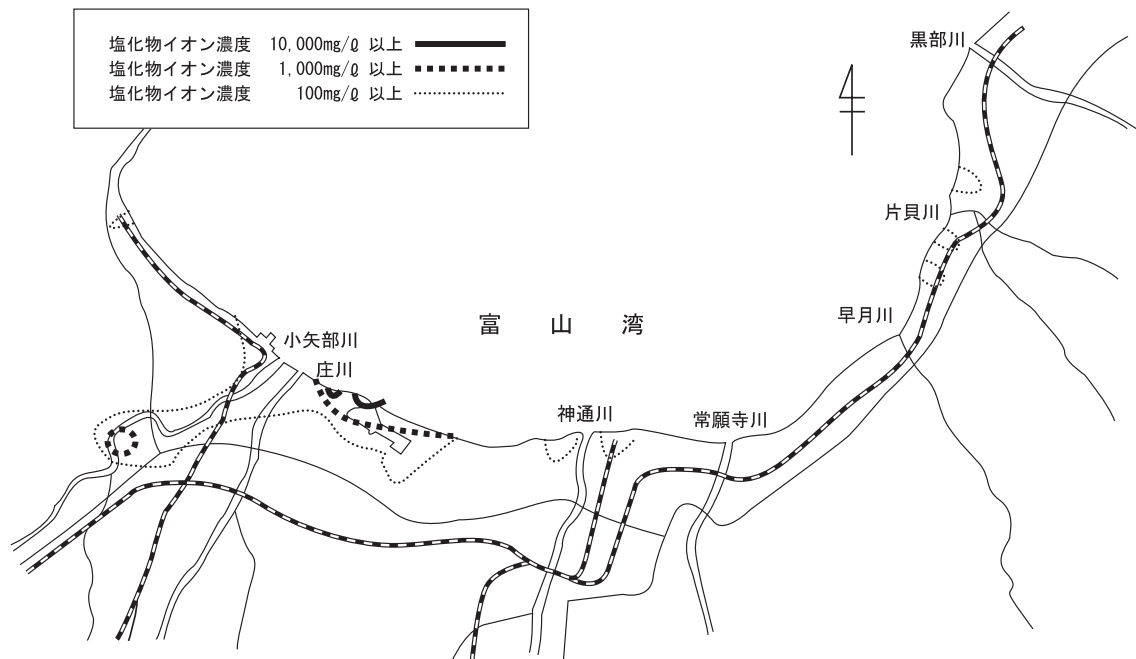 塩化物イオン濃度 10,000mg/ℓ 以上
塩化物イオン濃度 1,000mg/ℓ 以上
塩化物イオン濃度 100mg/ℓ 以上
黒部川
片貝川
早月川
富山湾
小矢部川
庄川
神通川
常願寺川